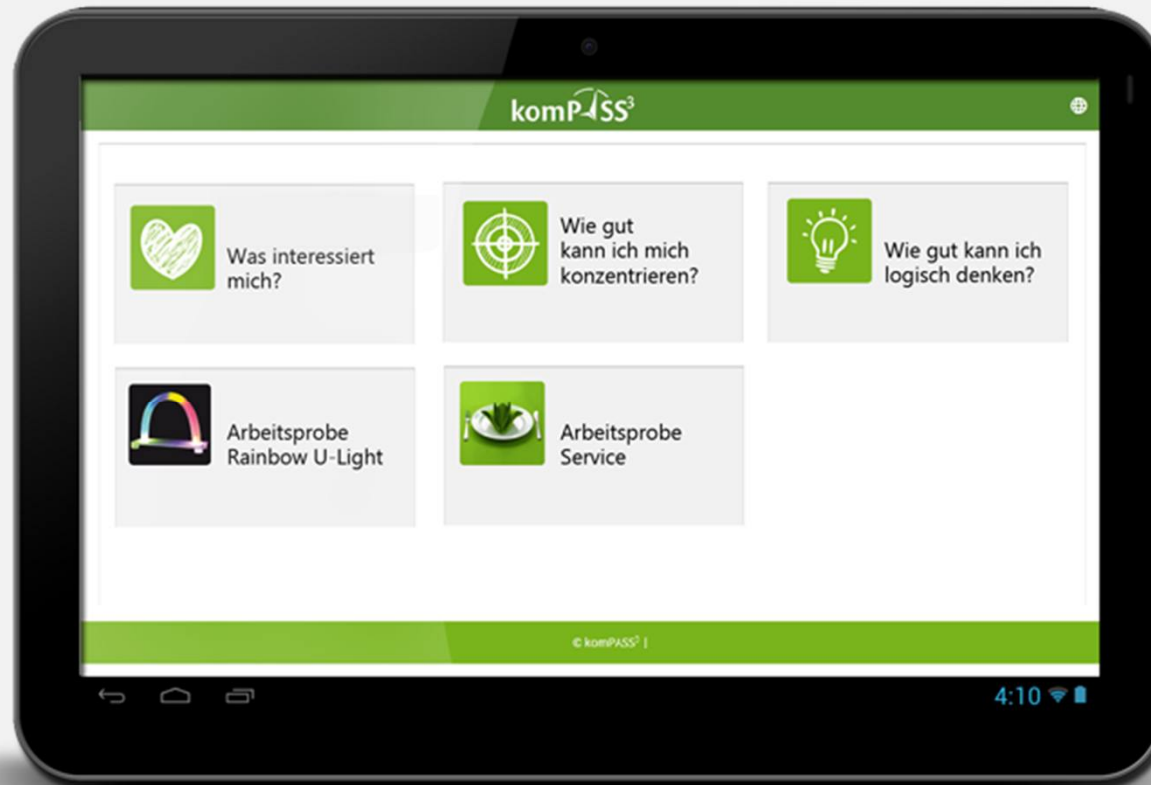 komPASS³
Was interessiert
mich?
Wie gut
kann ich mich
konzentrieren?
Wie gut kann ich
logisch denken?
Arbeitsprobe
Rainbow U-Light
Arbeitsprobe
Service
© komPASS³ |
4:10